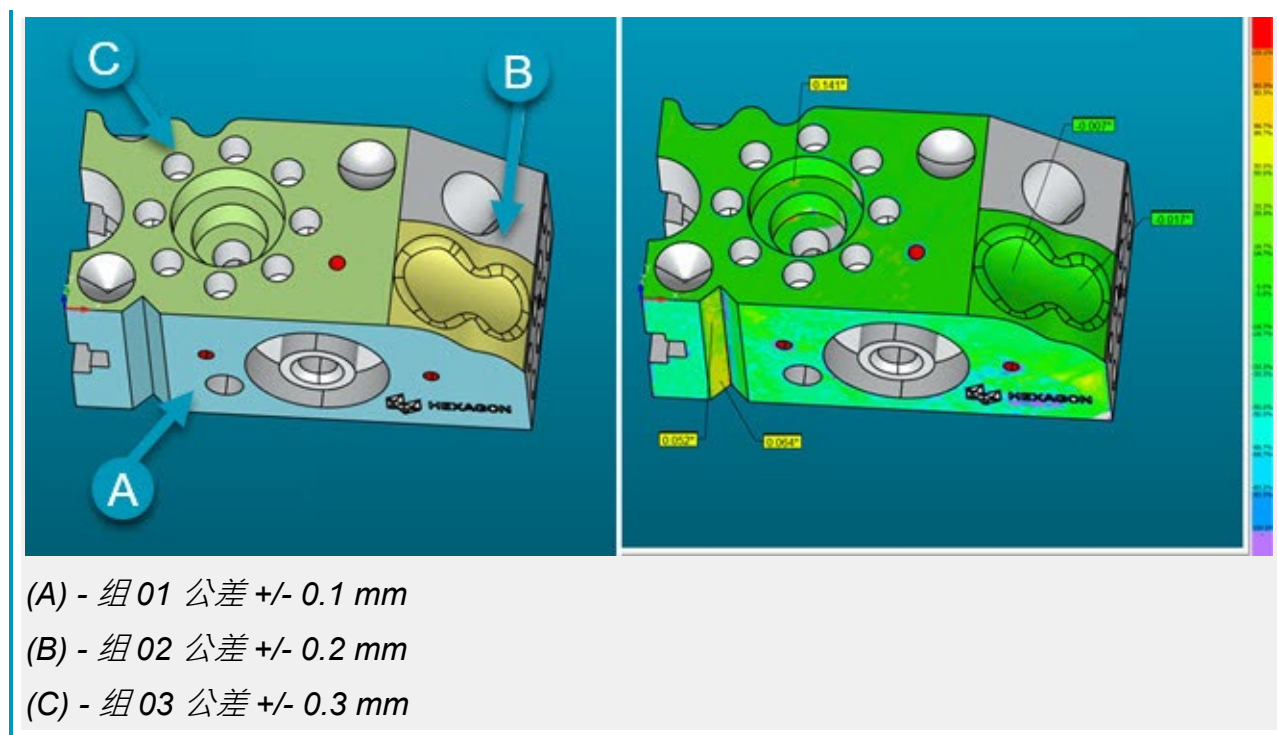 C
B
A
HEXAGON
0.141"
-0.007"
-0.017"
HEXAGON
0.052"
0.064"
(A) - 组 01 公差 +/- 0.1 mm
(B) - 组 02 公差 +/- 0.2 mm
(C) - 组 03 公差 +/- 0.3 mm